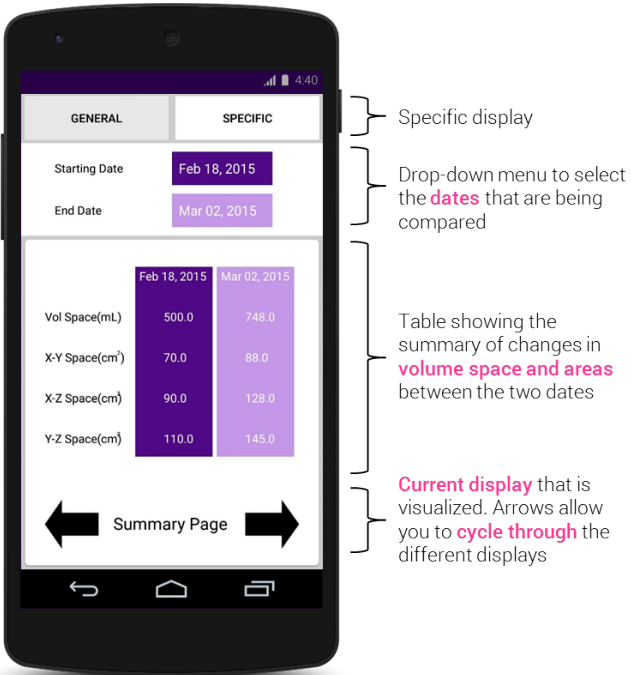 4:40
GENERAL
SPECIFIC
Starting Date
Feb 18, 2015
End Date
Mar 02, 2015
Feb 18, 2015 Mar 02, 2015
Vol Space(mL) 500.0 748.0
X-Y Space(cm²) 70.0 88.0
X-Z Space(cm²) 90.0 128.0
Y-Z Space(cm²) 110.0 145.0
Summary Page
Specific display
Drop-down menu to select
the dates that are being
compared
Table showing the
summary of changes in
volume space and areas
between the two dates
Current display that is
visualized. Arrows allow
you to cycle through the
different displays